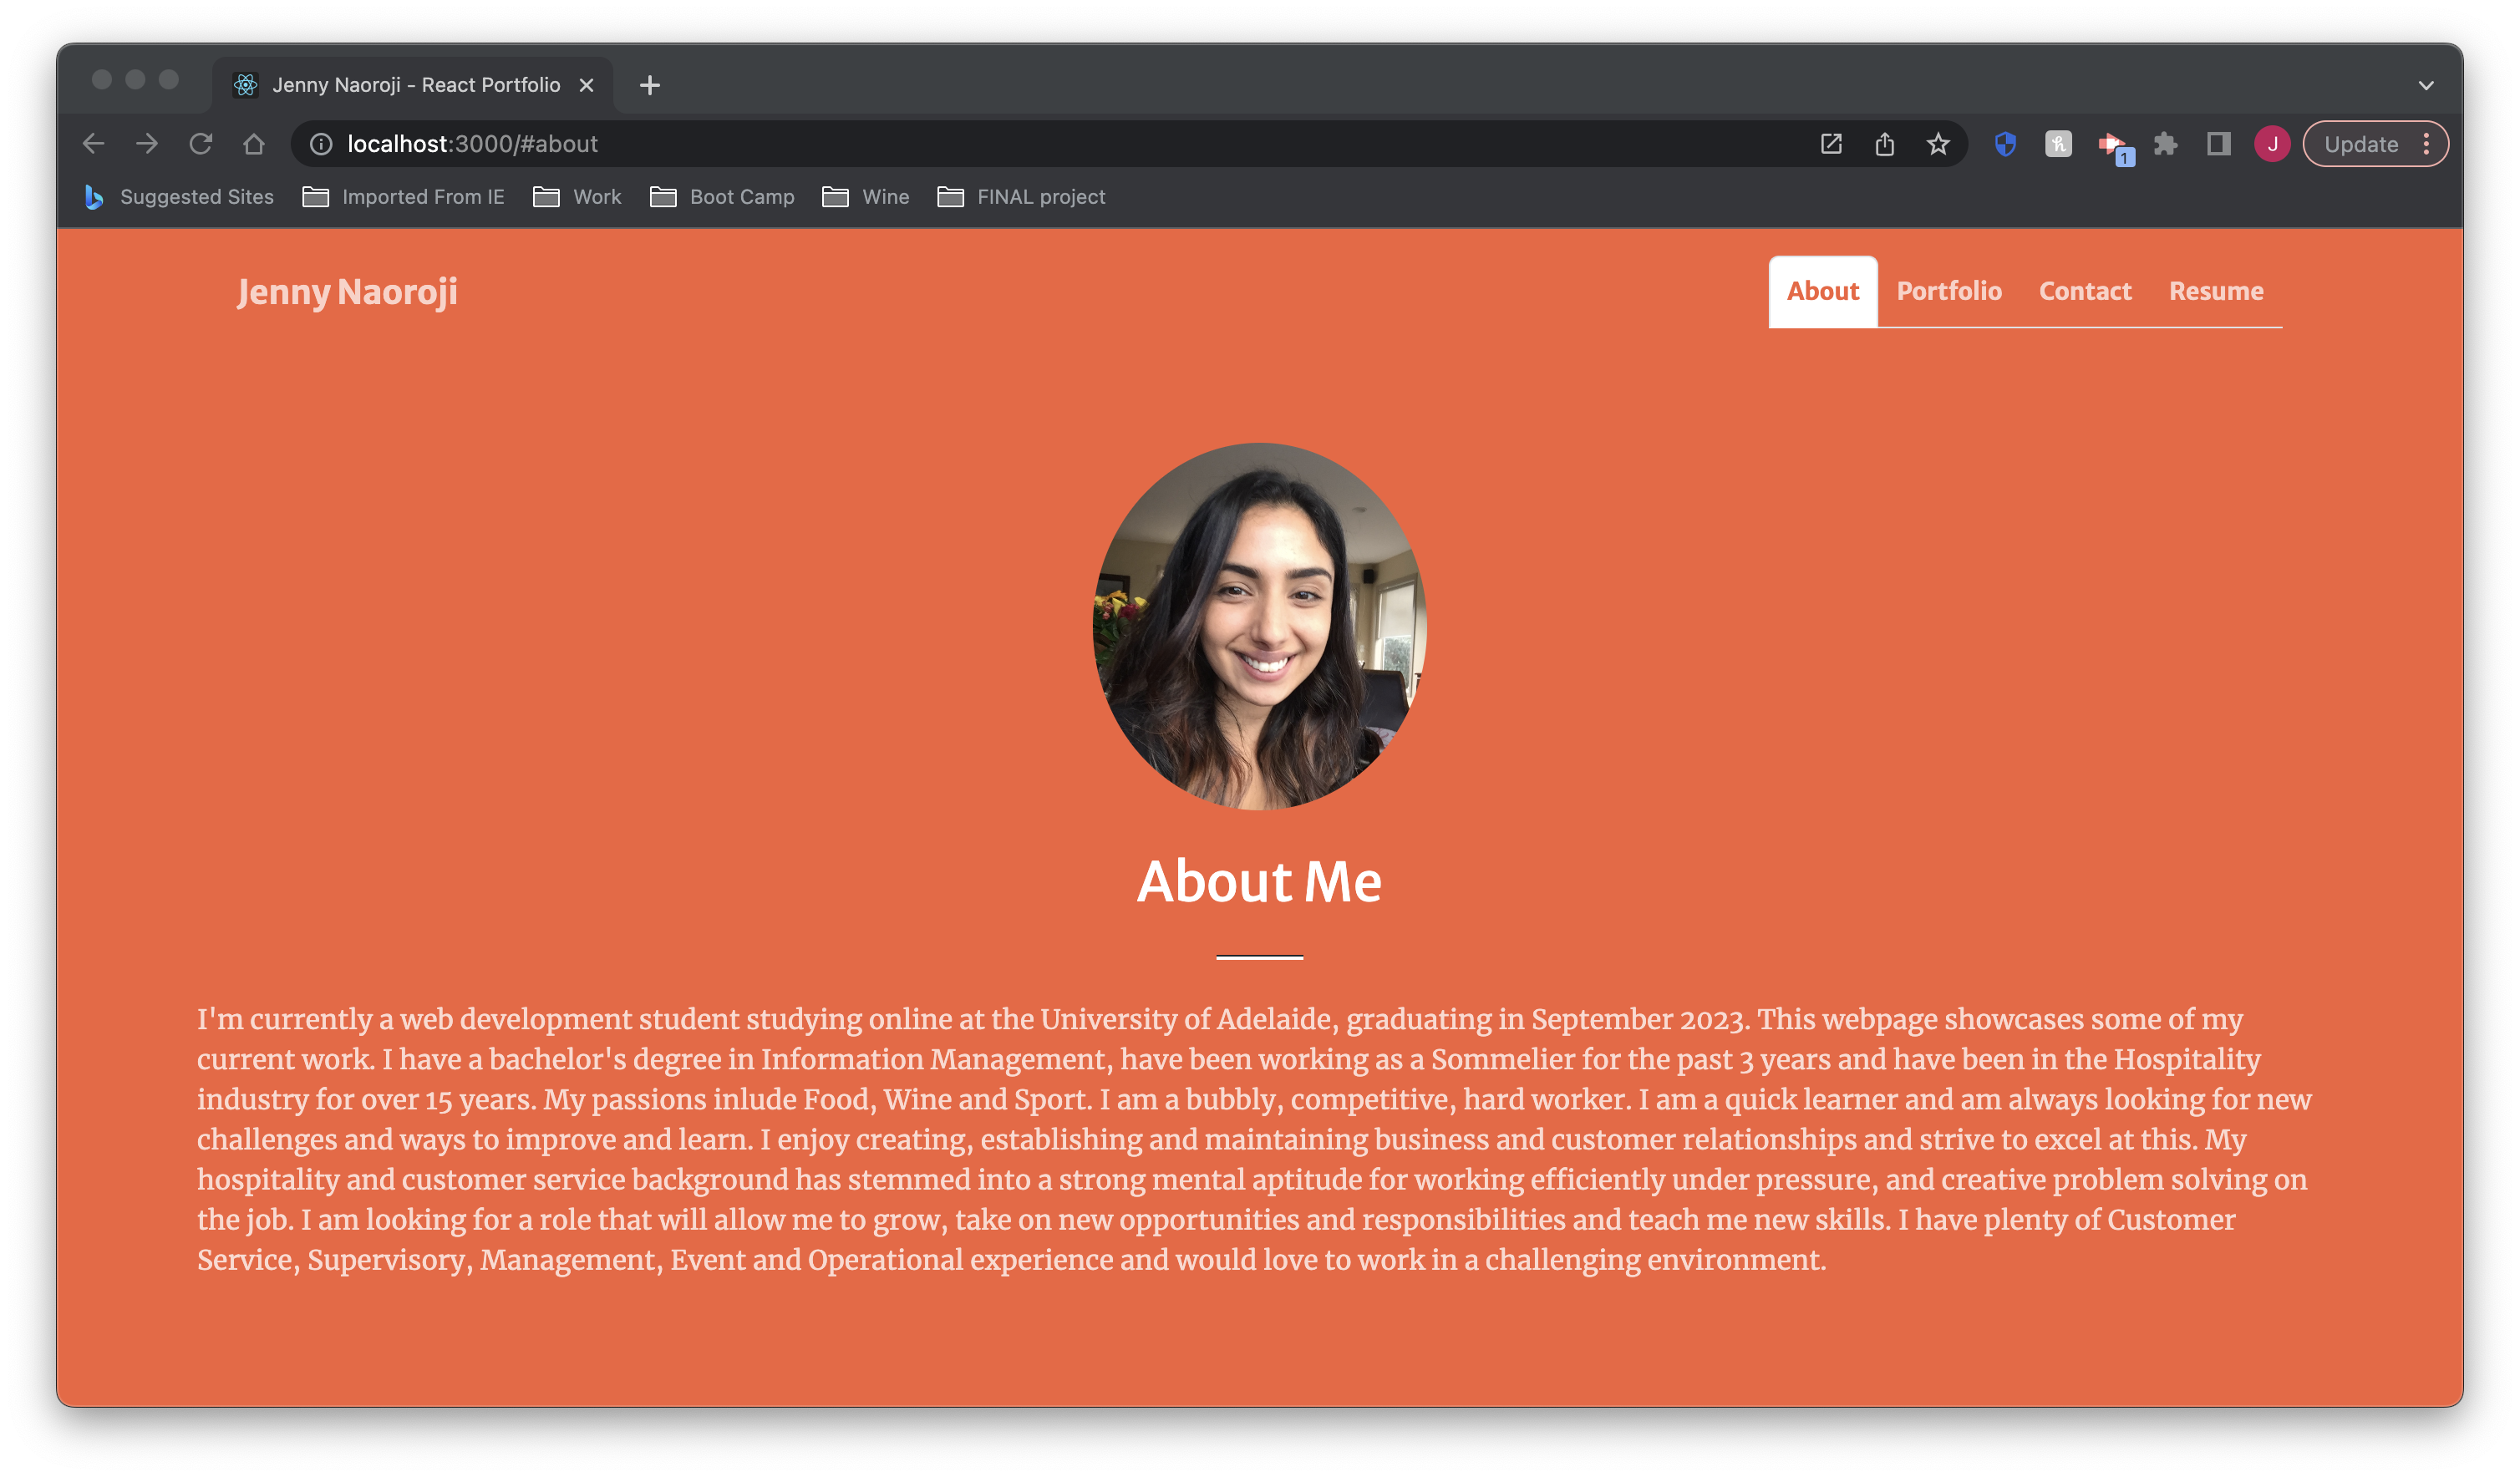 Jenny Naoroji - React Portfolio
localhost:3000/#about
1
J
Update
Suggested Sites
Imported From IE
Work
Boot Camp
Wine
FINAL project
Jenny Naoroji
About
Portfolio
Contact
Resume
About Me
I'm currently a web development student studying online at the University of Adelaide, graduating in September 2023. This webpage showcases some of my
current work. I have a bachelor's degree in Information Management, have been working as a Sommelier for the past 3 years and have been in the Hospitality
industry for over 15 years. My passions inlude Food, Wine and Sport. I am a bubbly, competitive, hard worker. I am a quick learner and am always looking for new
challenges and ways to improve and learn. I enjoy creating, establishing and maintaining business and customer relationships and strive to excel at this. My
hospitality and customer service background has stemmed into a strong mental aptitude for working efficiently under pressure, and creative problem solving on
the job. I am looking for a role that will allow me to grow, take on new opportunities and responsibilities and teach me new skills. I have plenty of Customer
Service, Supervisory, Management, Event and Operational experience and would love to work in a challenging environment.